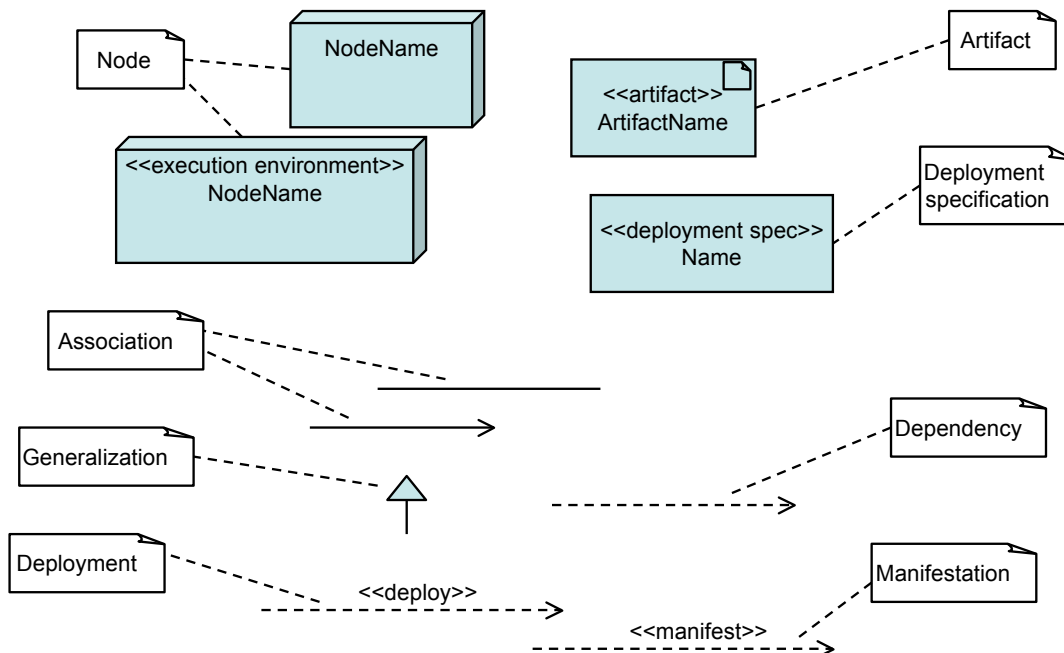 Node
NodeName
<<execution environment>>
NodeName
<<artifact>>
ArtifactName
Artifact
<<deployment spec>>
Name
Deployment
specification
Association
Generalization
Dependency
Deployment
<<deploy>>
Manifestation
<<manifest>>